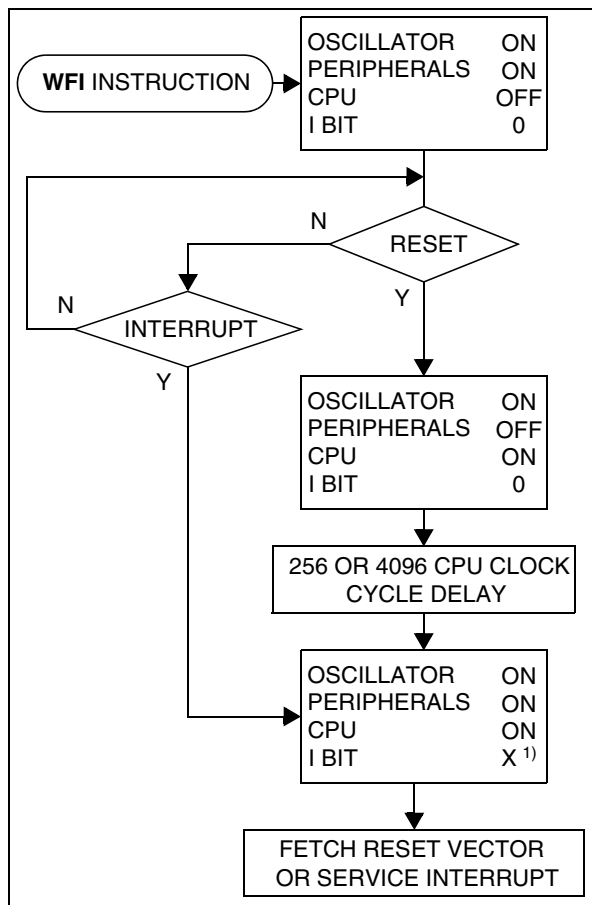 WFI INSTRUCTION
OSCILLATOR ON
PERIPHERALS ON
CPU OFF
I BIT 0
N
RESET
N
INTERRUPT
Y
Y
OSCILLATOR ON
PERIPHERALS OFF
CPU ON
I BIT 0
256 OR 4096 CPU CLOCK
CYCLE DELAY
OSCILLATOR ON
PERIPHERALS ON
CPU ON
I BIT X 1)
FETCH RESET VECTOR
OR SERVICE INTERRUPT